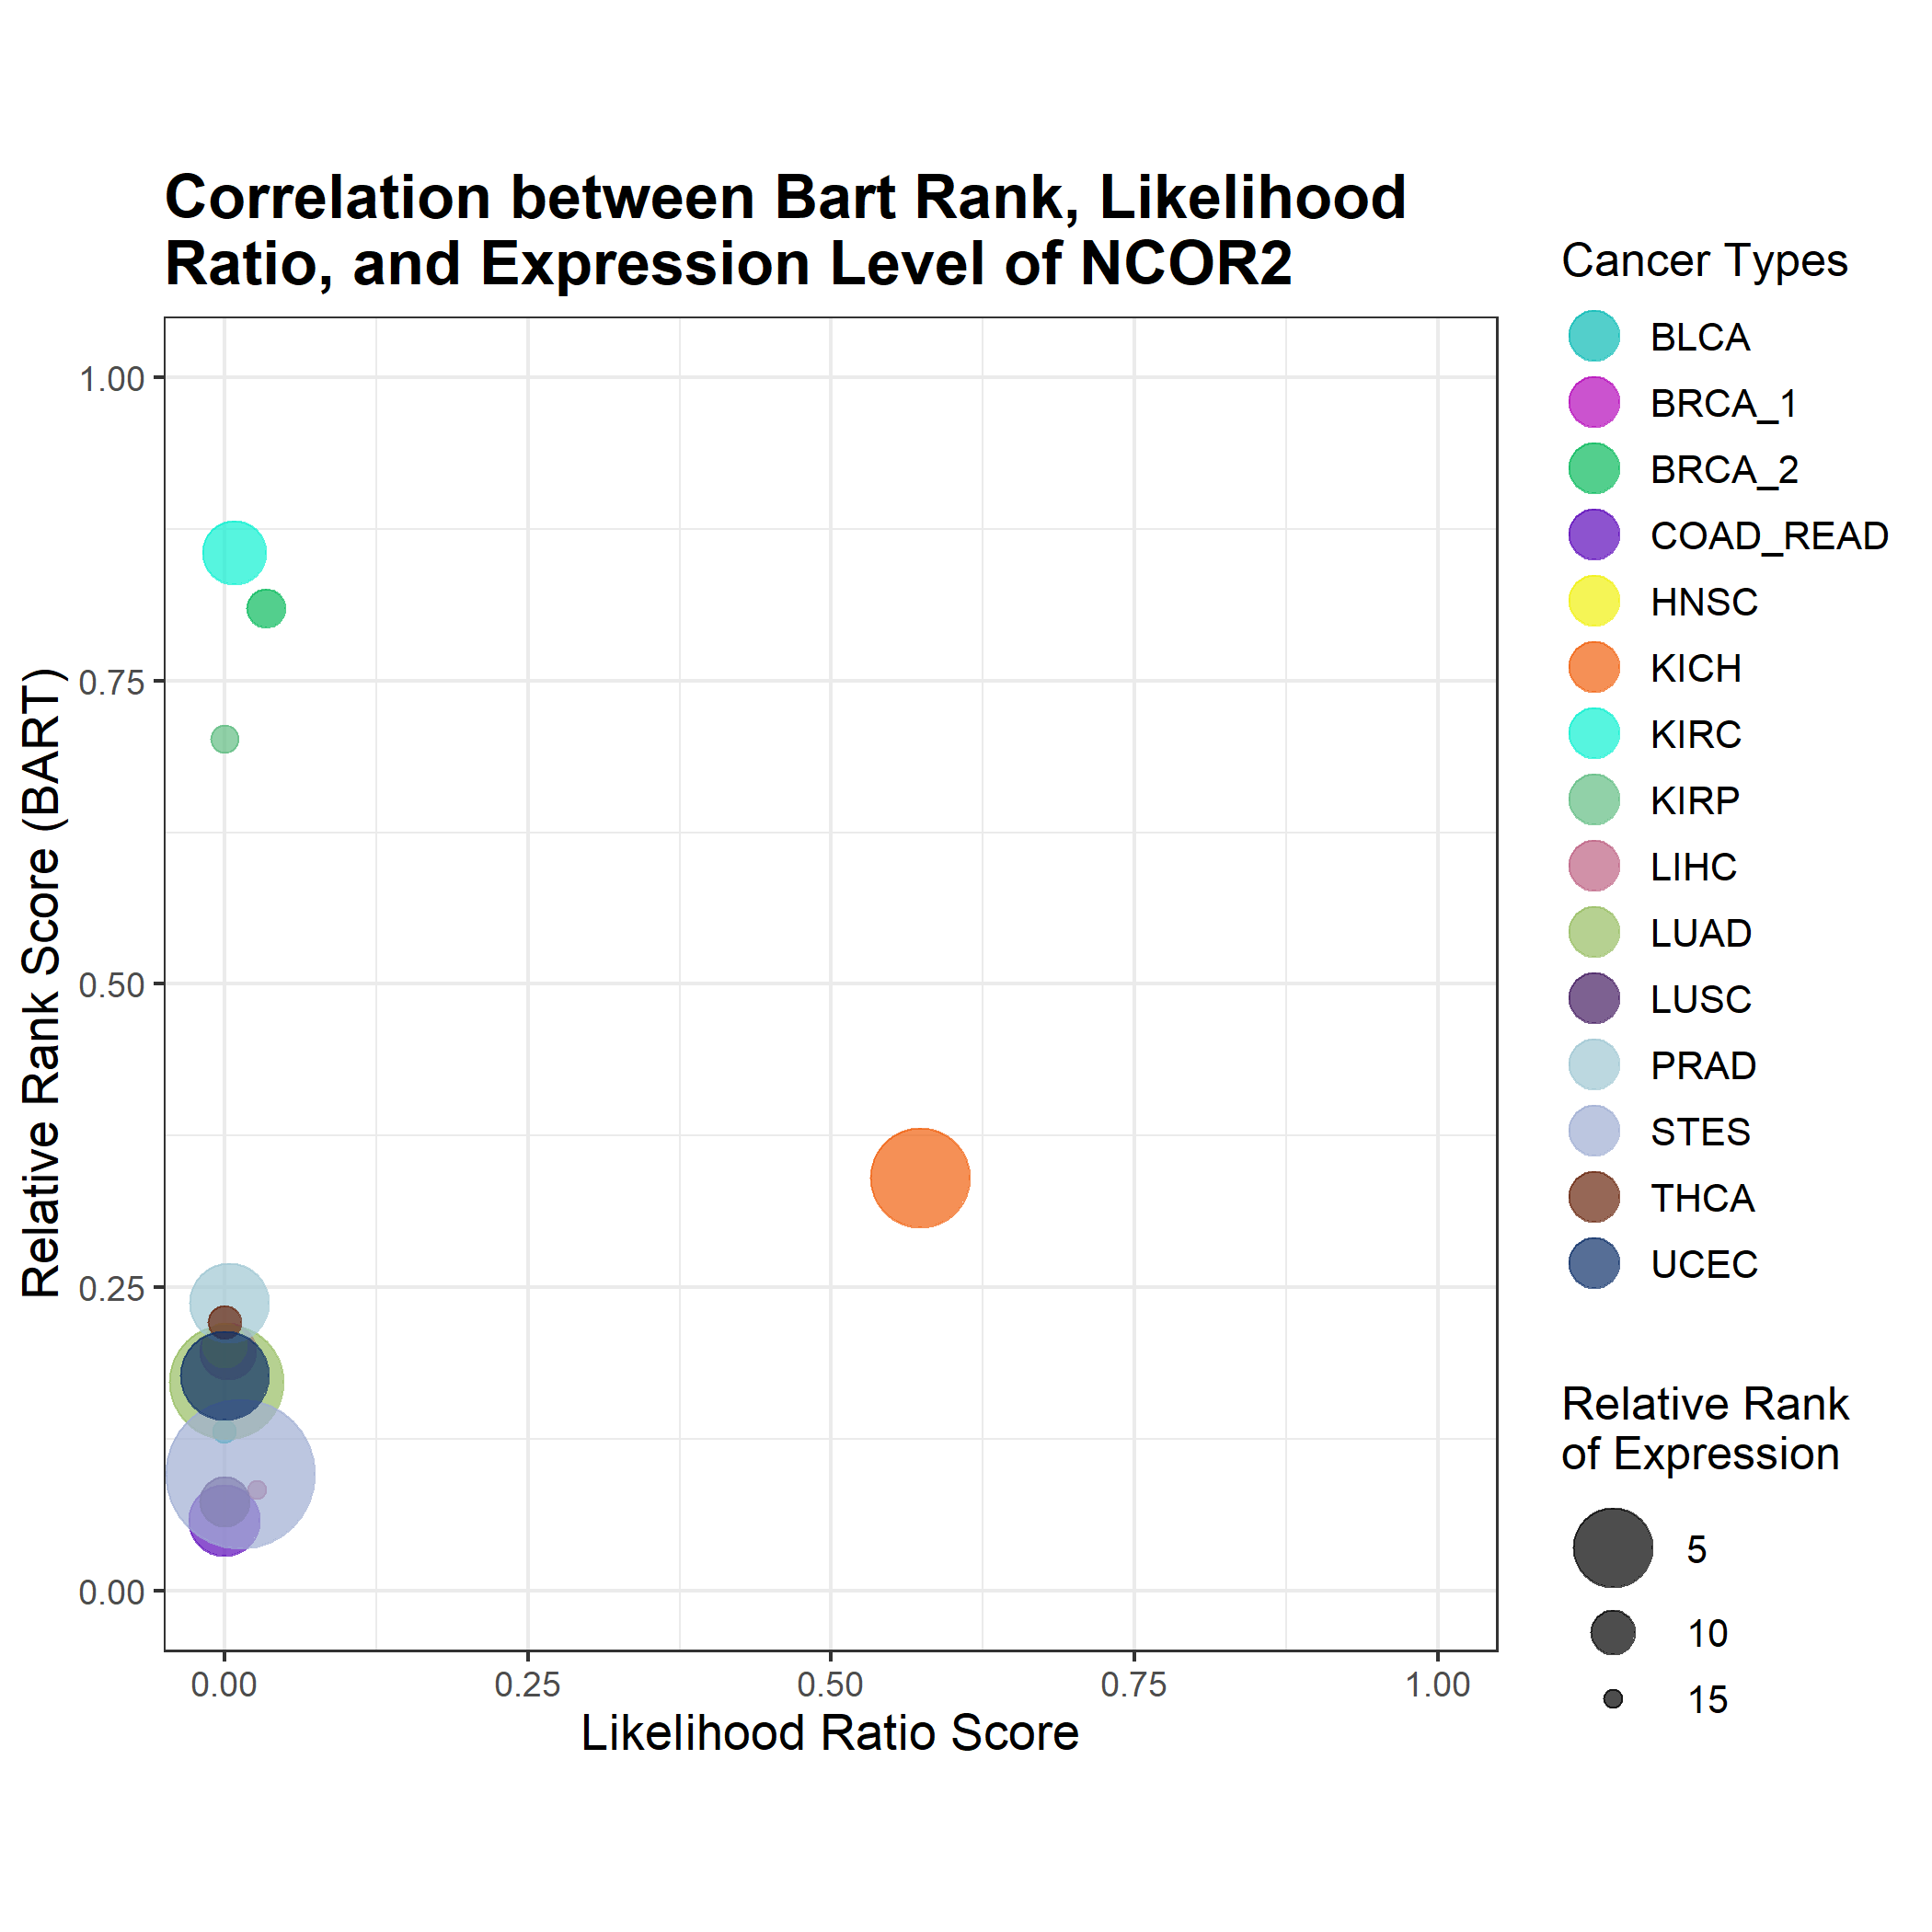 Correlation between Bart Rank, Likelihood
Ratio, and Expression Level of NCOR2
Relative Rank Score (BART)
1.00
0.75
0.50
0.25
0.00
0.00
0.25
0.50
0.75
1.00
Likelihood Ratio Score
Cancer Types
BLCA
BRCA_1
BRCA_2
COAD_READ
HNSC
KICH
KIRC
KIRP
LIHC
LUAD
LUSC
PRAD
STES
THCA
UCEC
Relative Rank
of Expression
5
10
15